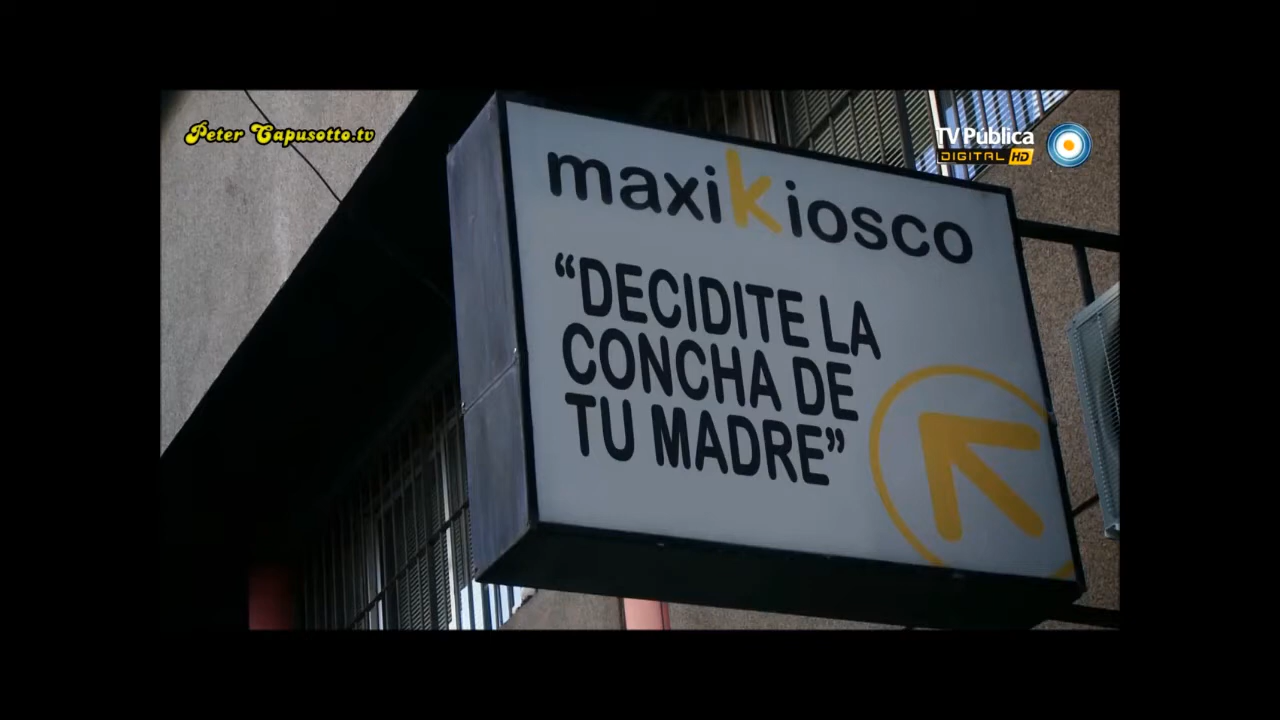 Peter Capusotto.tv
TV Pública
DIGITAL HD
maxikiosco
“DECIDITE LA
CONCHA DE
TU MADRE”